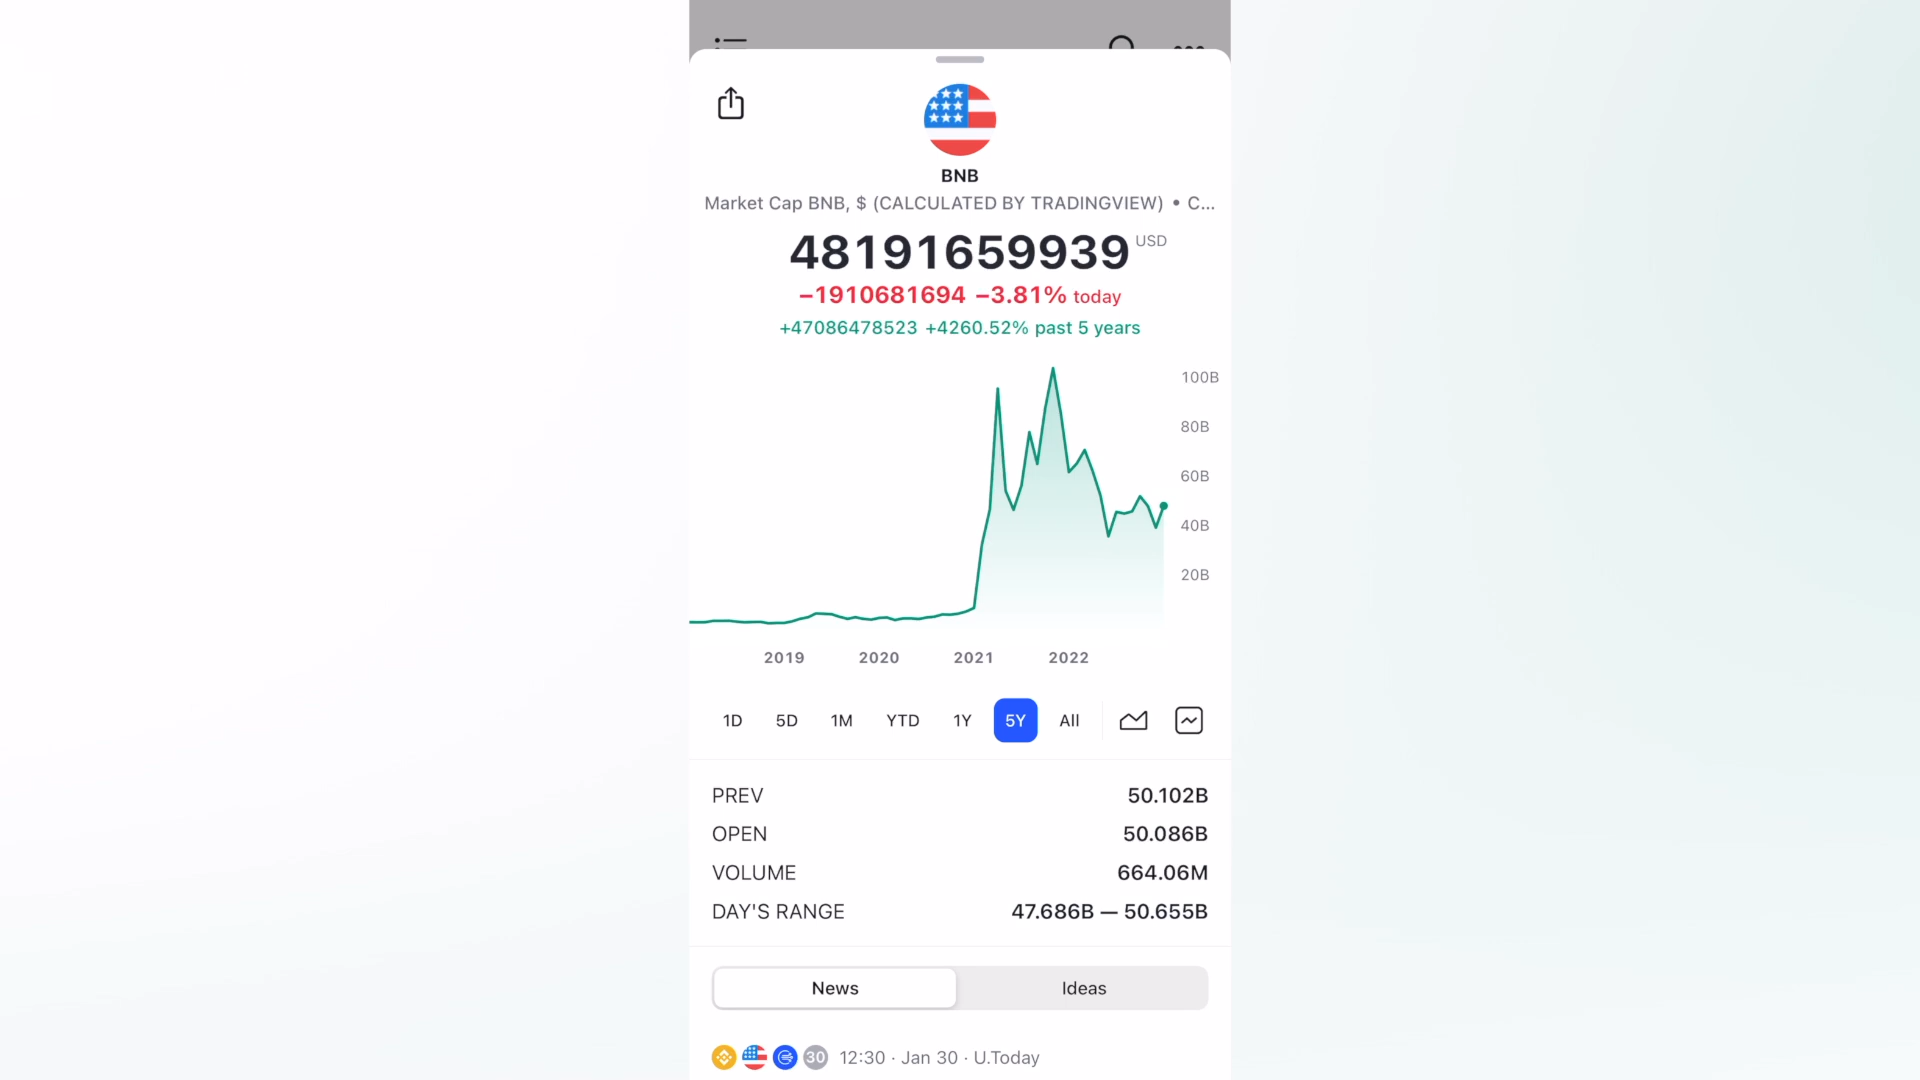 BNB
Market Cap BNB, $ (CALCULATED BY TRADINGVIEW) • C...
48191659939 USD
−1910681694 −3.81% today
+47086478523 +4260.52% past 5 years
100B
80B
60B
40B
20B
2019 2020 2021 2022
1D 5D 1M YTD 1Y 5Y All
PREV 50.102B
OPEN 50.086B
VOLUME 664.06M
DAY'S RANGE 47.686B — 50.655B
News Ideas
30 12:30 · Jan 30 · U.Today